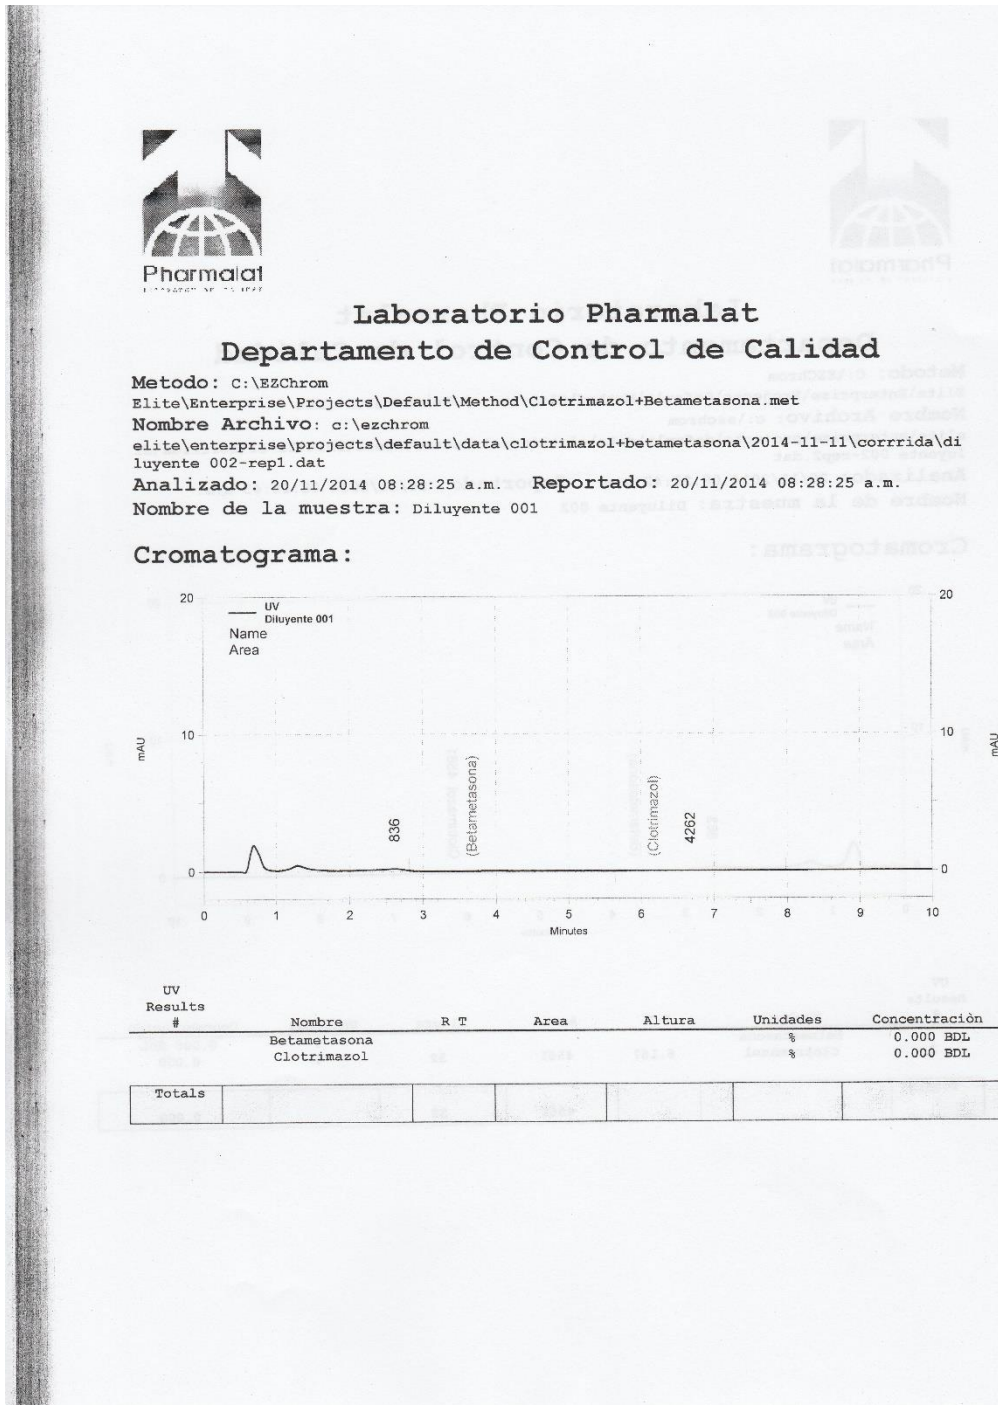 Pharmalat
Laboratorio Pharmalat
Departamento de Control de Calidad
Metodo: C:\EZChrom
Elite\Enterprise\Projects\Default\Method\Clotrimazol+Betametasona.met
Nombre Archivo: c:\ezchrom
elite\enterprise\projects\default\data\clotrimazol+betametasona\2014-11-11\corrrida\di
luyente 002-rep1.dat
Analizado: 20/11/2014 08:28:25 a.m. Reportado: 20/11/2014 08:28:25 a.m.
Nombre de la muestra: Diluyente 001
Cromatograma:
20 20
UV
Diluyente 001
Name
Area
10 10
mAU mAU
836
(Betametasona)
(Clotrimazol)
4262
0 0
0 1 2 3 4 5 6 7 8 9 10
Minutes
UV
Results
# Nombre R T Area Altura Unidades Concentraciòn
Betametasona % 0.000 BDL
Clotrimazol % 0.000 BDL
Totals